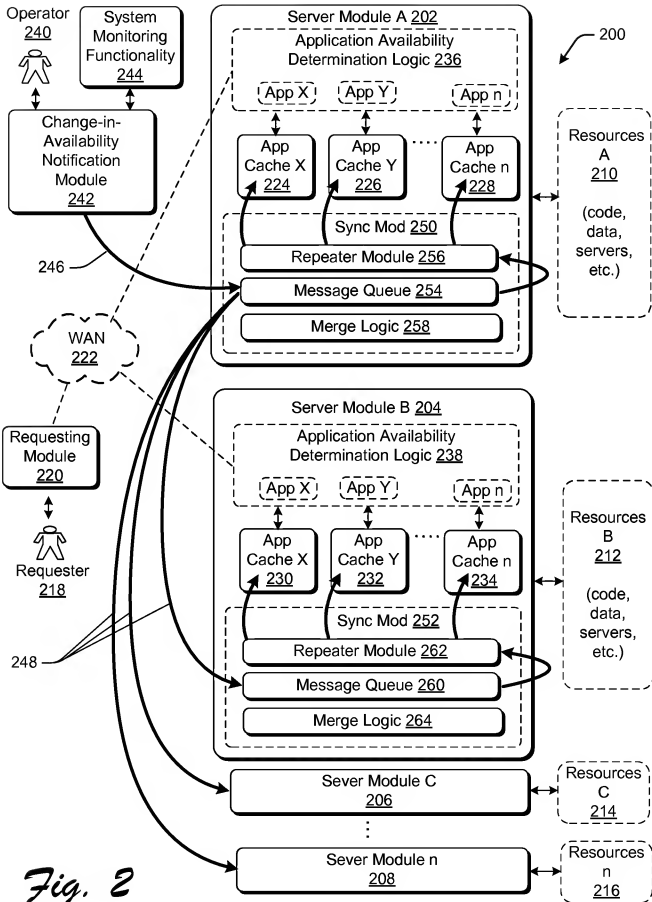 Operator
240
System
Monitoring
Functionality
244
Change-in-
Availability
Notification
Module
242
246
WAN
222
Requesting
Module
220
Requester
218
248
200
Server Module A 202
Application Availability
Determination Logic 236
App X
App Y
App n
App
Cache X
224
App
Cache Y
226
App
Cache n
228
Sync Mod 250
Repeater Module 256
Message Queue 254
Merge Logic 258
Resources
A
210
(code,
data,
servers,
etc.)
Server Module B 204
Application Availability
Determination Logic 238
App X
App Y
App n
App
Cache X
230
App
Cache Y
232
App
Cache n
234
Sync Mod 252
Repeater Module 262
Message Queue 260
Merge Logic 264
Resources
B
212
(code,
data,
servers,
etc.)
Sever Module C
206
Resources
C
214
Sever Module n
208
Resources
n
216
Fig. 2